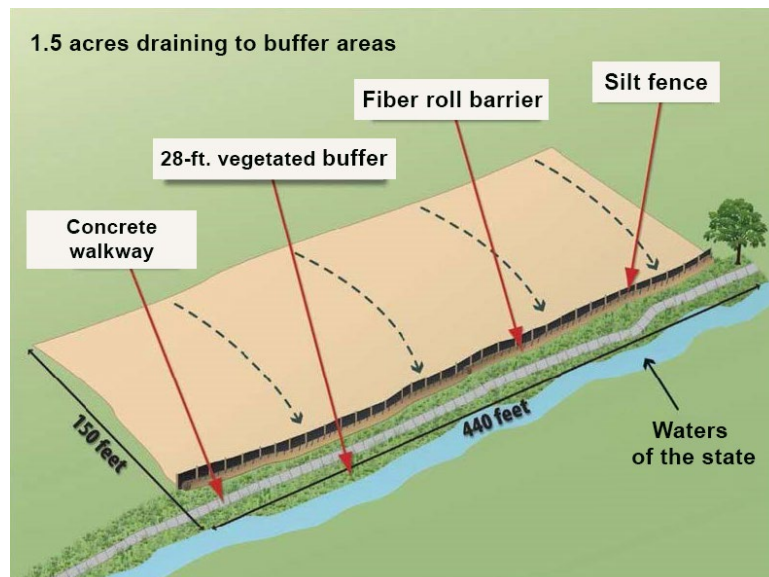 1.5 acres draining to buffer areas
Silt fence
Fiber roll barrier
28-ft. vegetated buffer
Concrete
walkway
150 feet
440 feet
Waters
of the state